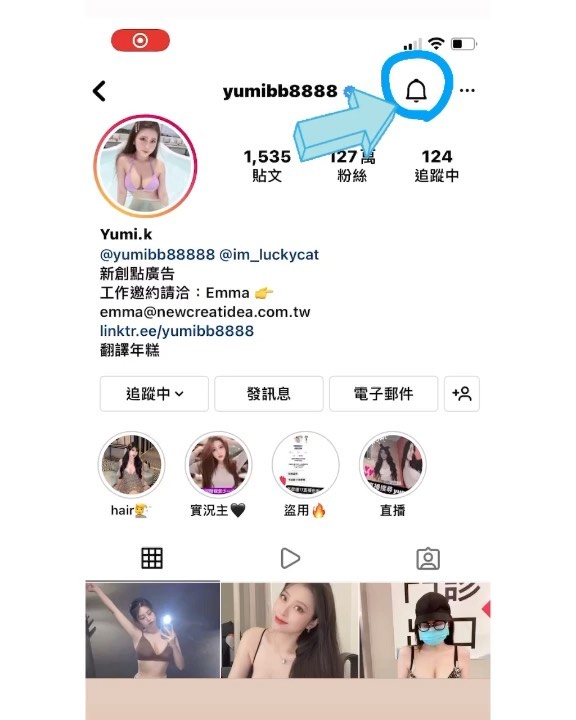 yumibb8888
1,535 127萬 124
貼文 粉絲 追蹤中
Yumi.k
@yumibb88888 @im_luckycat
新創點廣告
工作邀約請洽：Emma 👉
emma@newcreatidea.com.tw
linktr.ee/yumibb8888
翻譯年糕
追蹤中 發訊息 電子郵件
hair💇 實況主🖤 盜用🔥 直播
門診